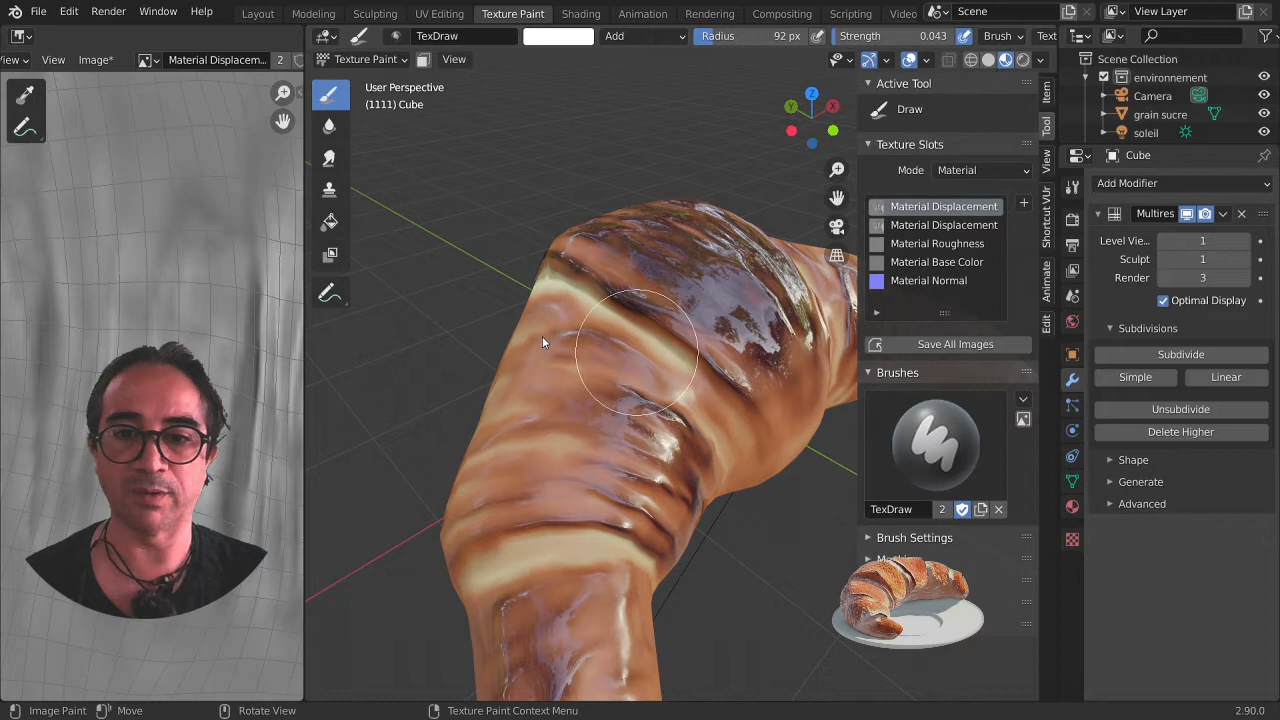 File Edit Render Window Help Layout Modeling Sculpting UV Editing Texture Paint Shading Animation Rendering Compositing Scripting Video Scene View Layer
TexDraw Add Radius 92 px Strength 0.043 Brush Text
View Image* Material Displacem... 2 Texture Paint View
User Perspective
(1111) Cube
Active Tool
Draw
Texture Slots
Mode Material
Material Displacement
Material Displacement
Material Roughness
Material Base Color
Material Normal
Save All Images
Brushes
TexDraw 2
Brush Settings
Item
Tool
View
Shortcut VUr
Animate
Edit
Scene Collection
environnement
Camera
grain sucre
soleil
Cube
Add Modifier
Multires
Level Vie... 1
Sculpt 1
Render 3
Optimal Display
Subdivisions
Subdivide
Simple Linear
Unsubdivide
Delete Higher
Shape
Generate
Advanced
Image Paint Move Rotate View Texture Paint Context Menu 2.90.0